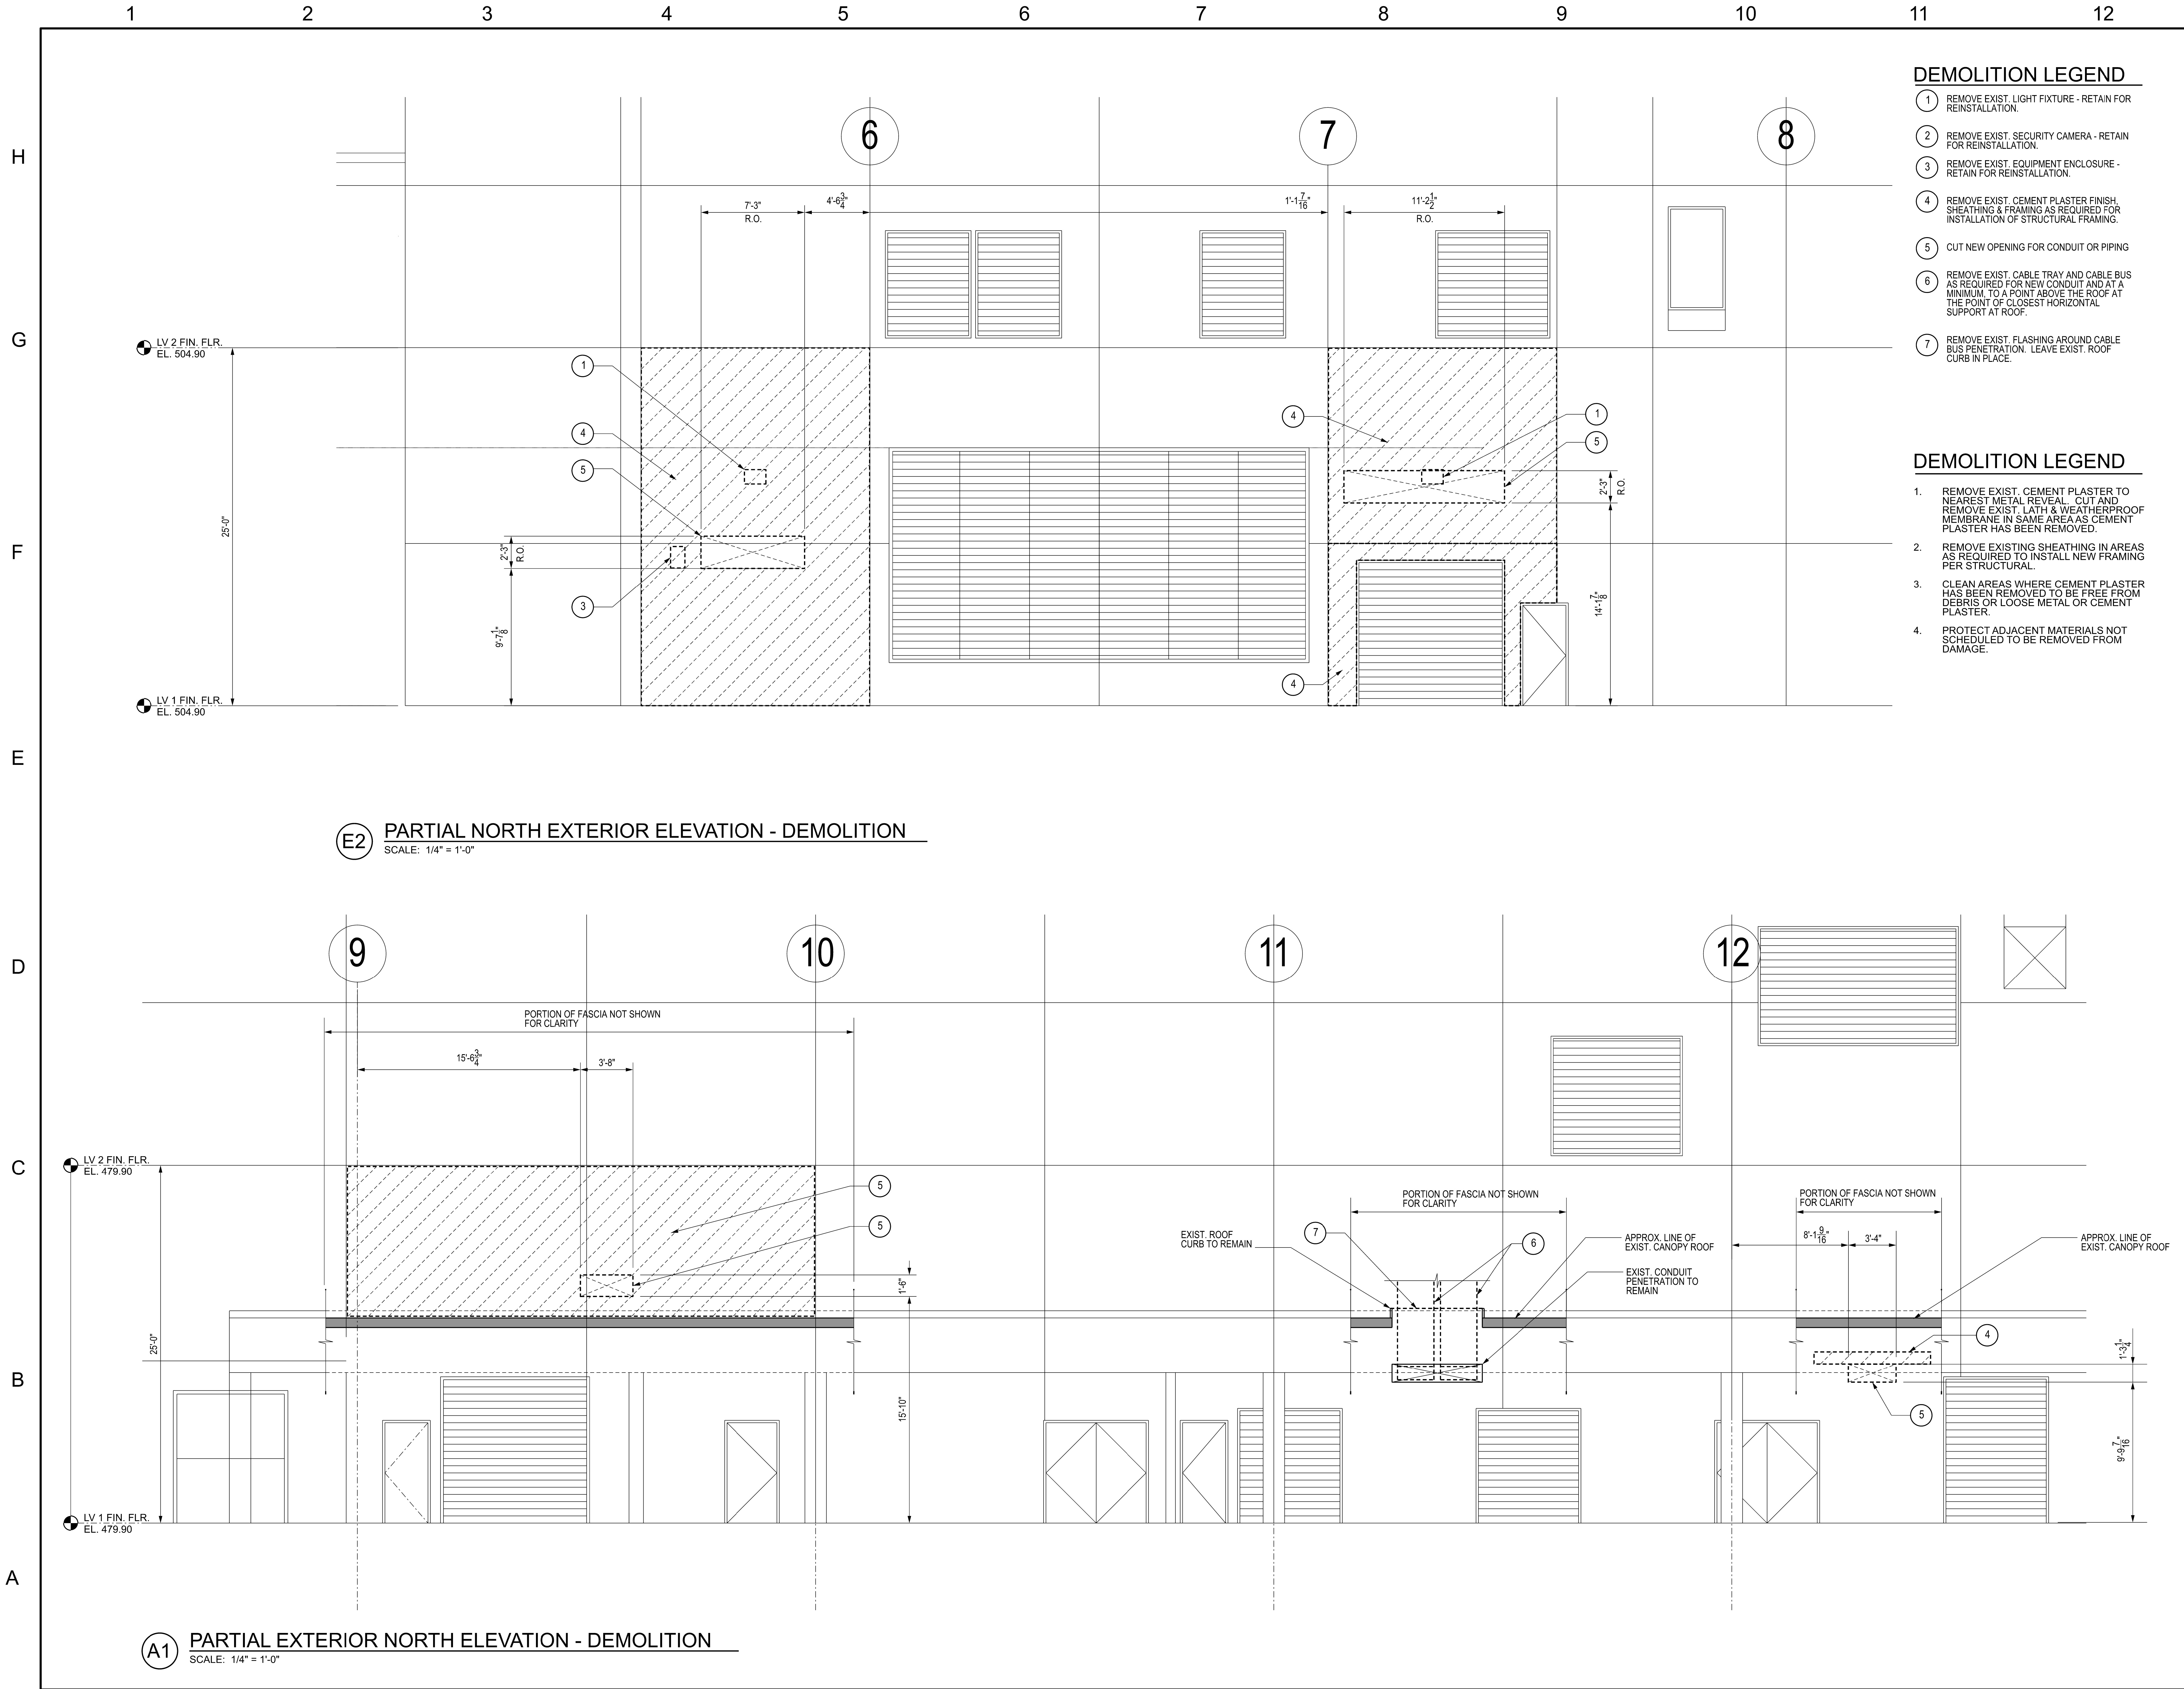 1 2 3 4 5 6 7 8 9 10 11 12
H
G
F
E
D
C
B
A
6
7
8
7'-3"
R.O.
4'-6 3/4"
1'-1 7/16"
11'-2 1/2"
R.O.
LV 2 FIN. FLR.
EL. 504.90
1
4
5
3
25'-0"
2'-3"
R.O.
9'-7 1/8"
4
1
5
4
2'-3"
R.O.
14'-1 7/8"
LV 1 FIN. FLR.
EL. 504.90
E2
PARTIAL NORTH EXTERIOR ELEVATION - DEMOLITION
SCALE: 1/4" = 1'-0"
DEMOLITION LEGEND
1 REMOVE EXIST. LIGHT FIXTURE - RETAIN FOR
REINSTALLATION.
2 REMOVE EXIST. SECURITY CAMERA - RETAIN
FOR REINSTALLATION.
3 REMOVE EXIST. EQUIPMENT ENCLOSURE -
RETAIN FOR REINSTALLATION.
4 REMOVE EXIST. CEMENT PLASTER FINISH,
SHEATHING & FRAMING AS REQUIRED FOR
INSTALLATION OF STRUCTURAL FRAMING.
5 CUT NEW OPENING FOR CONDUIT OR PIPING
6 REMOVE EXIST. CABLE TRAY AND CABLE BUS
AS REQUIRED FOR NEW CONDUIT AND AT A
MINIMUM, TO A POINT ABOVE THE ROOF AT
THE POINT OF CLOSEST HORIZONTAL
SUPPORT AT ROOF.
7 REMOVE EXIST. FLASHING AROUND CABLE
BUS PENETRATION. LEAVE EXIST. ROOF
CURB IN PLACE.
DEMOLITION LEGEND
1. REMOVE EXIST. CEMENT PLASTER TO
NEAREST METAL REVEAL. CUT AND
REMOVE EXIST. LATH & WEATHERPROOF
MEMBRANE IN SAME AREA AS CEMENT
PLASTER HAS BEEN REMOVED.
2. REMOVE EXISTING SHEATHING IN AREAS
AS REQUIRED TO INSTALL NEW FRAMING
PER STRUCTURAL.
3. CLEAN AREAS WHERE CEMENT PLASTER
HAS BEEN REMOVED TO BE FREE FROM
DEBRIS OR LOOSE METAL OR CEMENT
PLASTER.
4. PROTECT ADJACENT MATERIALS NOT
SCHEDULED TO BE REMOVED FROM
DAMAGE.
9
10
11
12
PORTION OF FASCIA NOT SHOWN
FOR CLARITY
15'-6 3/4"
3'-8"
LV 2 FIN. FLR.
EL. 479.90
5
5
1'-6"
15'-10"
25'-0"
PORTION OF FASCIA NOT SHOWN
FOR CLARITY
EXIST. ROOF
CURB TO REMAIN
7
6
APPROX. LINE OF
EXIST. CANOPY ROOF
EXIST. CONDUIT
PENETRATION TO
REMAIN
PORTION OF FASCIA NOT SHOWN
FOR CLARITY
8'-1 9/16"
3'-4"
APPROX. LINE OF
EXIST. CANOPY ROOF
4
5
1'-3 1/4"
9'-9 7/16"
LV 1 FIN. FLR.
EL. 479.90
A1
PARTIAL EXTERIOR NORTH ELEVATION - DEMOLITION
SCALE: 1/4" = 1'-0"